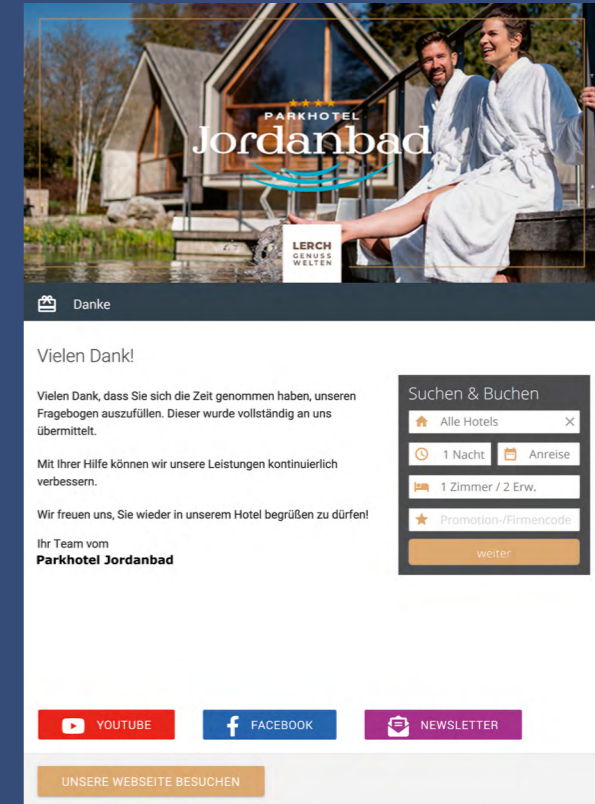 PARKHOTEL
Jordanbad
LERCH
GENUSS
WELTEN
Danke
Vielen Dank!
Vielen Dank, dass Sie sich die Zeit genommen haben, unseren
Fragebogen auszufüllen. Dieser wurde vollständig an uns
übermittelt.
Mit Ihrer Hilfe können wir unsere Leistungen kontinuierlich
verbessern.
Wir freuen uns, Sie wieder in unserem Hotel begrüßen zu dürfen!
Ihr Team vom
Parkhotel Jordanbad
Suchen & Buchen
Alle Hotels
1 Nacht Anreise
1 Zimmer / 2 Erw.
Promotion-/Firmencode
weiter
YOUTUBE FACEBOOK NEWSLETTER
UNSERE WEBSEITE BESUCHEN